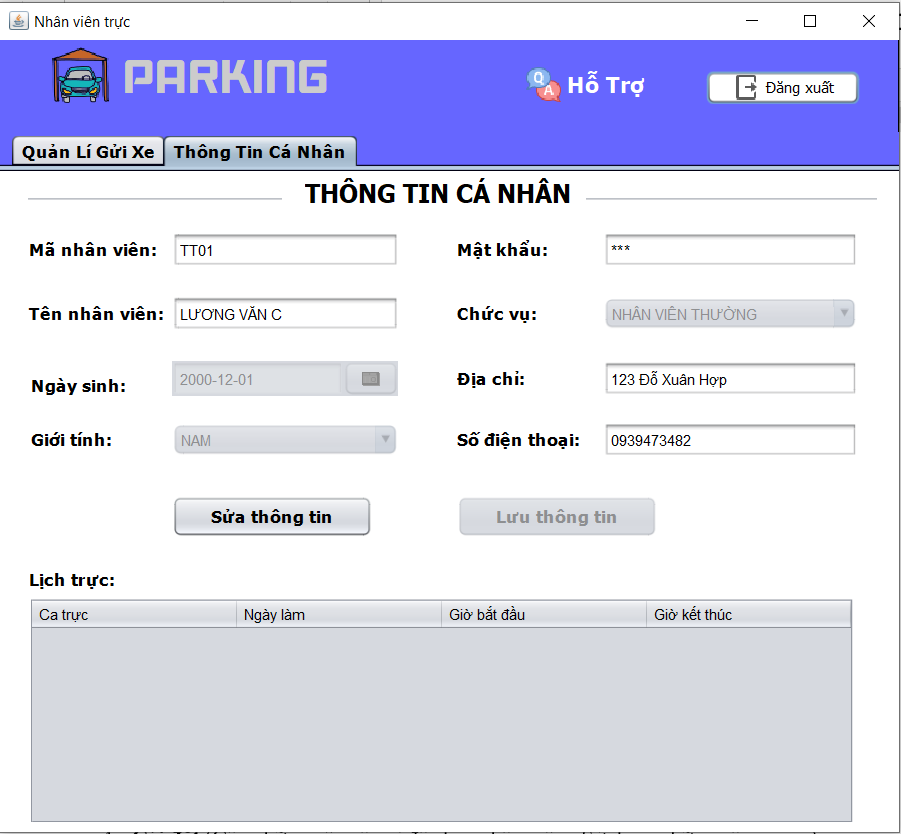 Nhân viên trực
PARKING
Q A Hỗ Trợ
Đăng xuất
Quản Lí Gửi Xe Thông Tin Cá Nhân
THÔNG TIN CÁ NHÂN
Mã nhân viên: TT01 Mật khẩu: ***
Tên nhân viên: LƯƠNG VĂN C Chức vụ: NHÂN VIÊN THƯỜNG
Ngày sinh: 2000-12-01 Địa chỉ: 123 Đỗ Xuân Hợp
Giới tính: NAM Số điện thoại: 0939473482
Sửa thông tin Lưu thông tin
Lịch trực:
Ca trực Ngày làm Giờ bắt đầu Giờ kết thúc